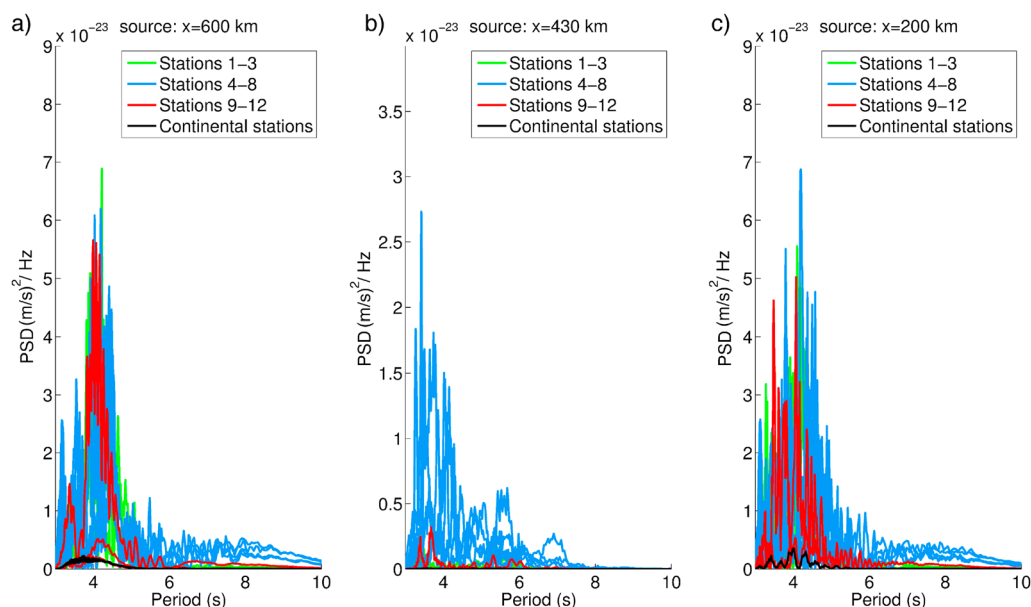 a) source: x=600 km
x 10⁻²³
9
8
7
6
5
4
3
2
1
0
PSD (m/s)²/ Hz
4 6 8 10
Period (s)
Stations 1−3
Stations 4−8
Stations 9−12
Continental stations
b) source: x=430 km
x 10⁻²³
3.5
3
2.5
2
1.5
1
0.5
0
PSD (m/s)²/ Hz
4 6 8 10
Period (s)
Stations 1−3
Stations 4−8
Stations 9−12
Continental stations
c) source: x=200 km
x 10⁻²³
9
8
7
6
5
4
3
2
1
0
PSD (m/s)²/ Hz
4 6 8 10
Period (s)
Stations 1−3
Stations 4−8
Stations 9−12
Continental stations